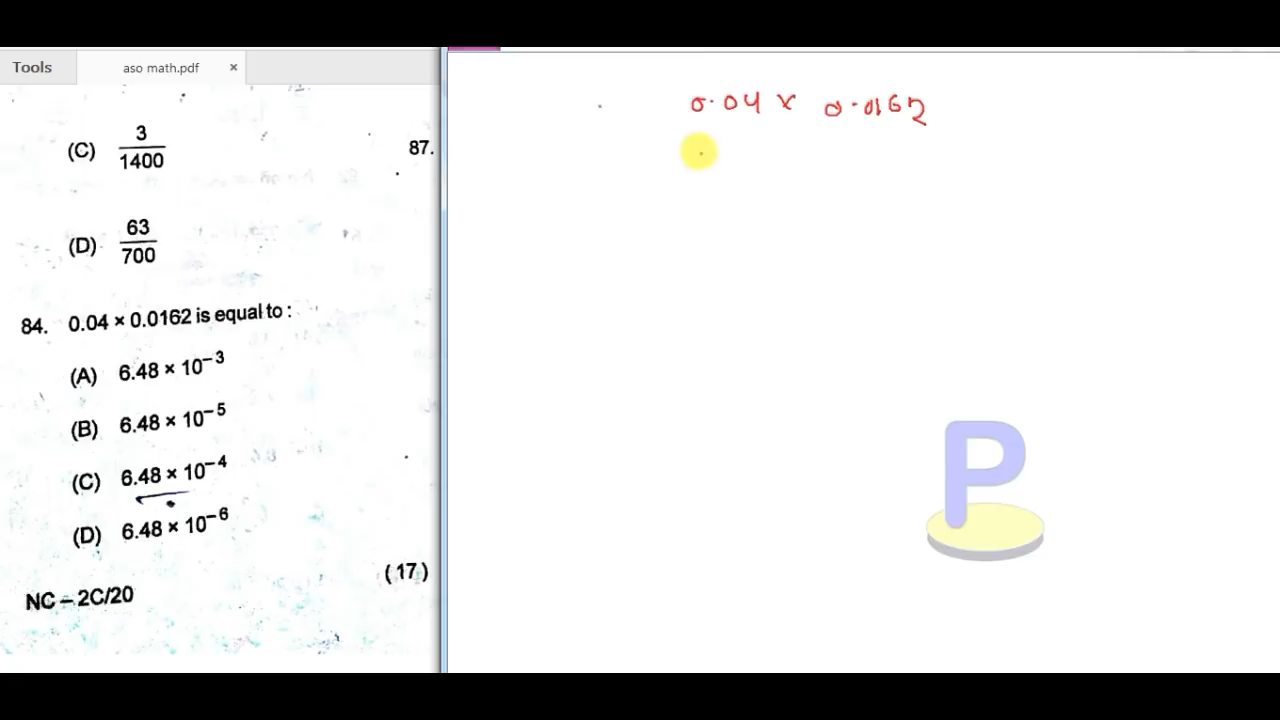 Tools
aso math.pdf ×
(C) 3/1400
87.
(D) 63/700
84. 0.04 × 0.0162 is equal to :
(A) 6.48 × 10⁻³
(B) 6.48 × 10⁻⁵
(C) 6.48 × 10⁻⁴
(D) 6.48 × 10⁻⁶
(17)
NC – 2C/20
0.04 × 0.0162
P